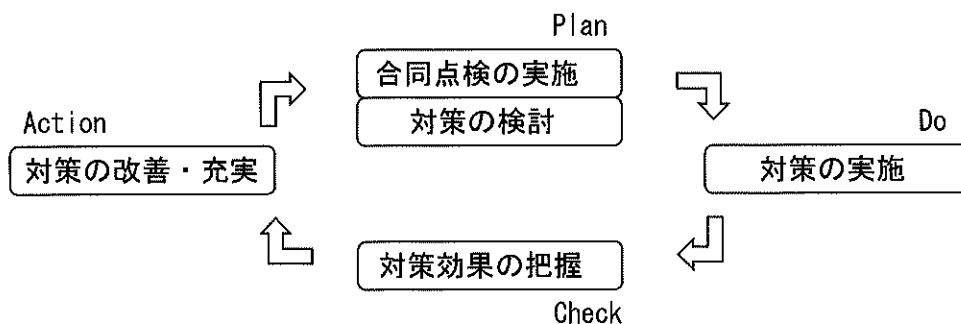 Plan
合同点検の実施
対策の検討
Action
対策の改善・充実
Do
対策の実施
対策効果の把握
Check